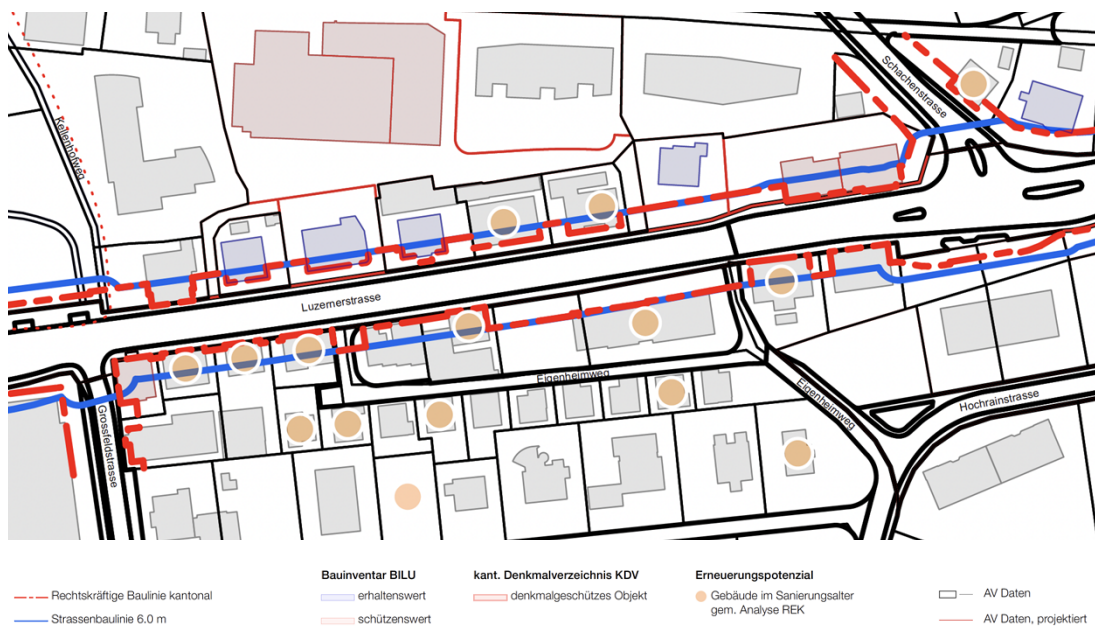 Kellenhofweg
Schachenstrasse
Luzernerstrasse
Eigenheimweg
Eigenheimweg
Hochrainstrasse
Grossfeldstrasse
Rechtskräftige Baulinie kantonal
Strassenbaulinie 6.0 m
Bauinventar BILU
erhaltenswert
schützenswert
kant. Denkmalverzeichnis KDV
denkmalgeschützes Objekt
Erneuerungspotenzial
Gebäude im Sanierungsalter
gem. Analyse REK
AV Daten
AV Daten, projektiert